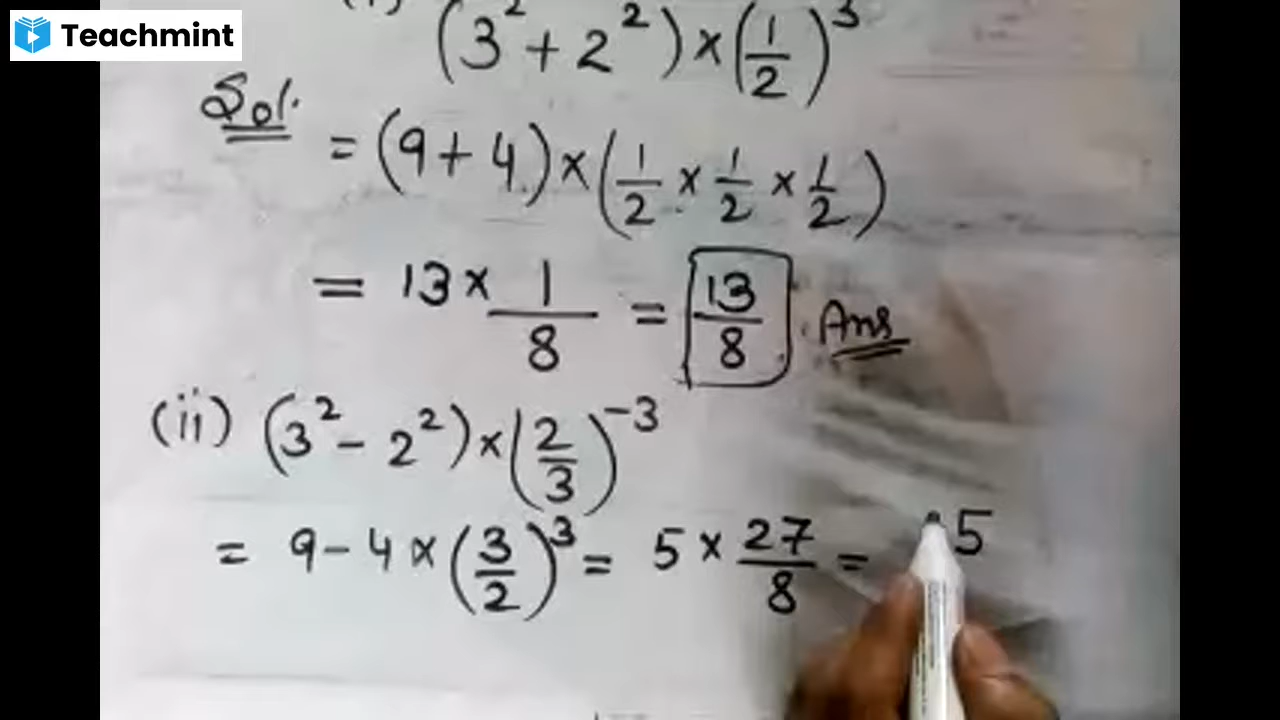 Teachmint
(i) (3² + 2²) × (1/2)³
Sol.
= (9 + 4) × (1/2 × 1/2 × 1/2)
= 13 × 1/8 = 13/8 . Ans
(ii) (3² - 2²) × (2/3)⁻³
= 9 - 4 × (3/2)³ = 5 × 27/8 = 5